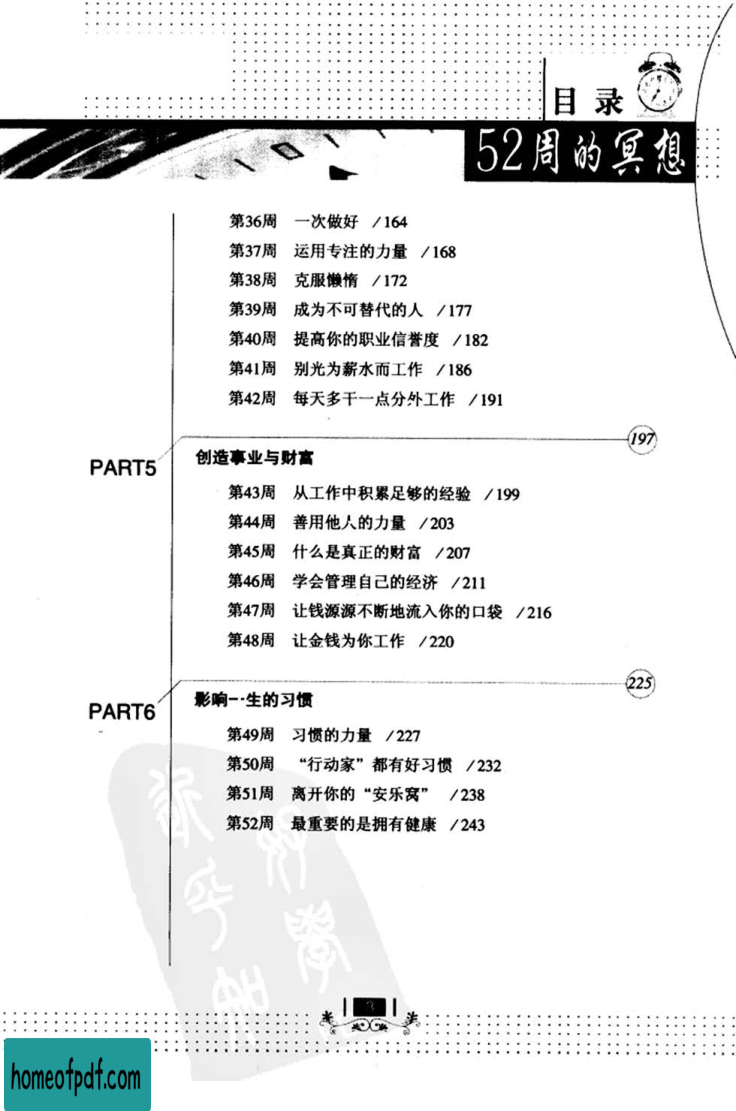 目 录
52周的冥想
第36周 一次做好 /164
第37周 运用专注的力量 /168
第38周 克服懒惰 /172
第39周 成为不可替代的人 /177
第40周 提高你的职业信誉度 /182
第41周 别光为薪水而工作 /186
第42周 每天多干一点分外工作 /191
197
PART5 创造事业与财富
第43周 从工作中积累足够的经验 /199
第44周 善用他人的力量 /203
第45周 什么是真正的财富 /207
第46周 学会管理自己的经济 /211
第47周 让钱源源不断地流入你的口袋 /216
第48周 让金钱为你工作 /220
225
PART6 影响一生的习惯
第49周 习惯的力量 /227
第50周 “行动家”都有好习惯 /232
第51周 离开你的“安乐窝” /238
第52周 最重要的是拥有健康 /243
3
homeofpdf.com